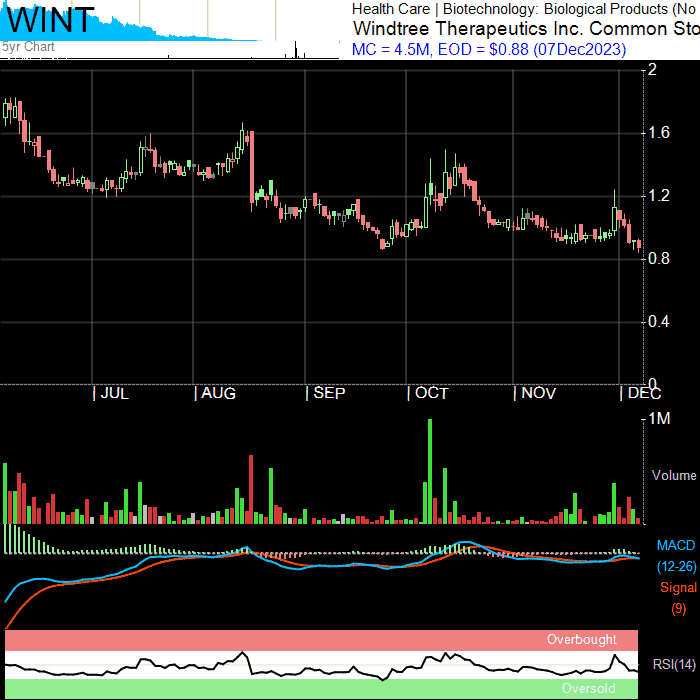 WINT
5yr Chart
Health Care | Biotechnology: Biological Products (No
Windtree Therapeutics Inc. Common Sto
MC = 4.5M, EOD = $0.88 (07Dec2023)
2
1.6
1.2
0.8
0.4
0
JUL AUG SEP OCT NOV DEC
1M
Volume
MACD
(12-26)
Signal
(9)
Overbought
RSI(14)
Oversold